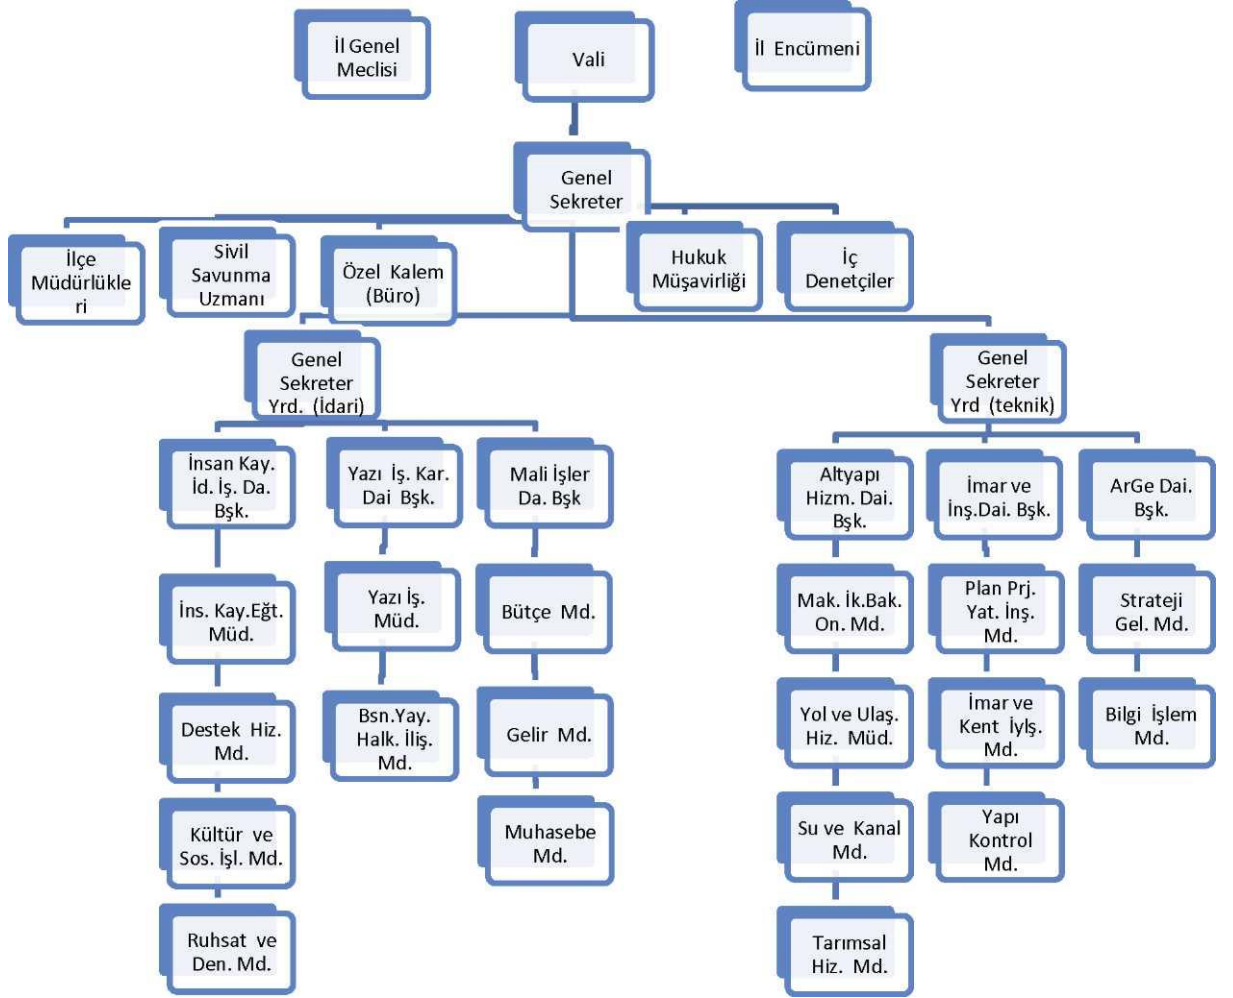 İl Genel
Meclisi
Vali
İl Encümeni
Genel
Sekreter
İlçe
Müdürlükle
ri
Sivil
Savunma
Uzmanı
Özel Kalem
(Büro)
Hukuk
Müşavirliği
İç
Denetçiler
Genel
Sekreter
Yrd. (İdari)
Genel
Sekreter
Yrd (teknik)
İnsan Kay.
İd. İş. Da.
Bşk.
Yazı İş. Kar.
Dai Bşk.
Mali İşler
Da. Bşk
Altyapı
Hizm. Dai.
Bşk.
İmar ve
İnş.Dai. Bşk.
ArGe Dai.
Bşk.
İns. Kay.Eğt.
Müd.
Yazı İş.
Müd.
Bütçe Md.
Mak. İk.Bak.
On. Md.
Plan Prj.
Yat. İnş.
Md.
Strateji
Gel. Md.
Destek Hiz.
Md.
Bsn.Yay.
Halk. İliş.
Md.
Gelir Md.
Yol ve Ulaş.
Hiz. Müd.
İmar ve
Kent İylş.
Md.
Bilgi İşlem
Md.
Kültür ve
Sos. İşl. Md.
Muhasebe
Md.
Su ve Kanal
Md.
Yapı
Kontrol
Md.
Ruhsat ve
Den. Md.
Tarımsal
Hiz. Md.